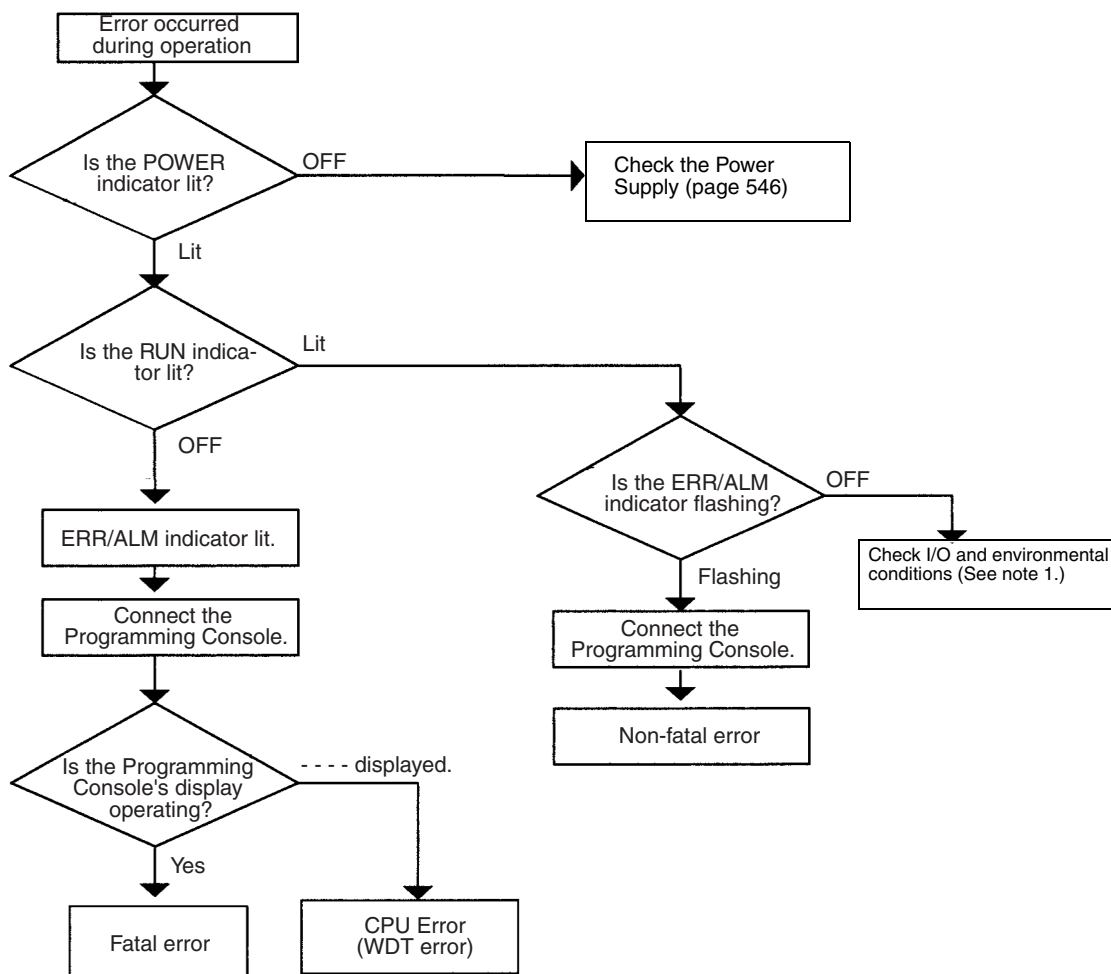 Error occurred
during operation
Is the POWER
indicator lit?
OFF
Check the Power
Supply (page 546)
Lit
Is the RUN indica-
tor lit?
Lit
OFF
Is the ERR/ALM
indicator flashing?
OFF
ERR/ALM indicator lit.
Check I/O and environmental
conditions (See note 1.)
Flashing
Connect the
Programming Console.
Connect the
Programming Console.
Non-fatal error
Is the Programming
Console's display
operating?
- - - - displayed.
Yes
Fatal error
CPU Error
(WDT error)